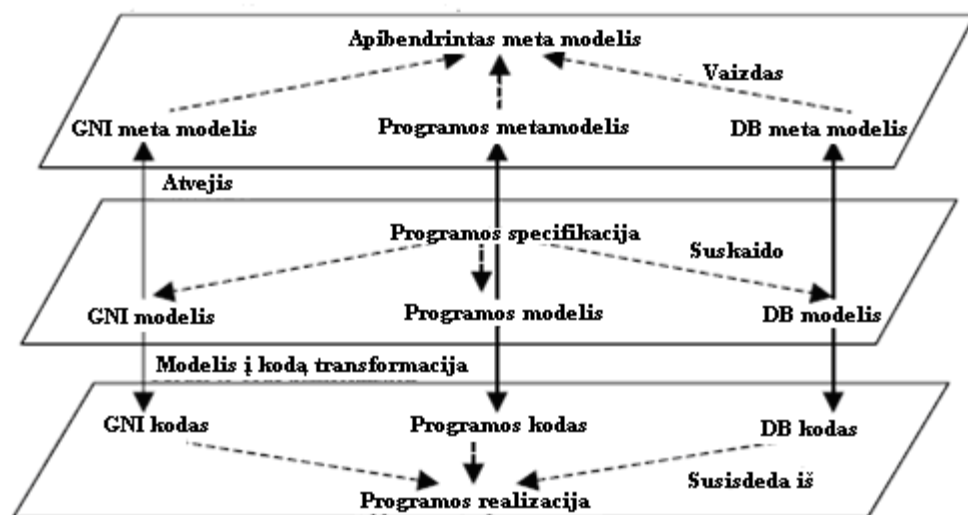 Apibendrintas meta modelis
Vaizdas
GNI meta modelis
Programos metamodelis
DB meta modelis
Atvejis
Programos specifikacija
Suskaido
GNI modelis
Programos modelis
DB modelis
Modelis į kodą transformacija
GNI kodas
Programos kodas
DB kodas
Susisdeda iš
Programos realizacija